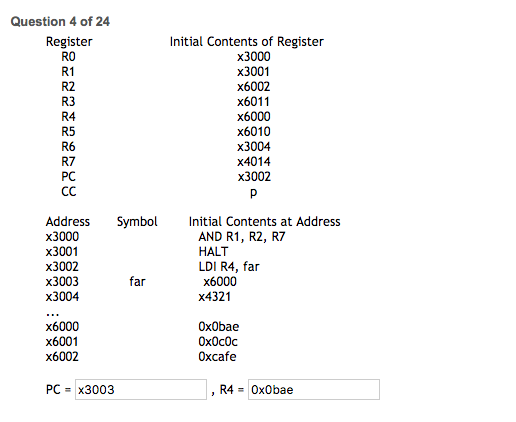 Question 4 of 24
Register Initial Contents of Register
R0 x3000
R1 x3001
R2 x6002
R3 x6011
R4 x6000
R5 x6010
R6 x3004
R7 x4014
PC x3002
CC p
Address Symbol Initial Contents at Address
x3000 AND R1, R2, R7
x3001 HALT
x3002 LDI R4, far
x3003 far x6000
x3004 x4321
...
x6000 0x0bae
x6001 0x0c0c
x6002 0xcafe
PC = x3003 , R4 = 0x0bae